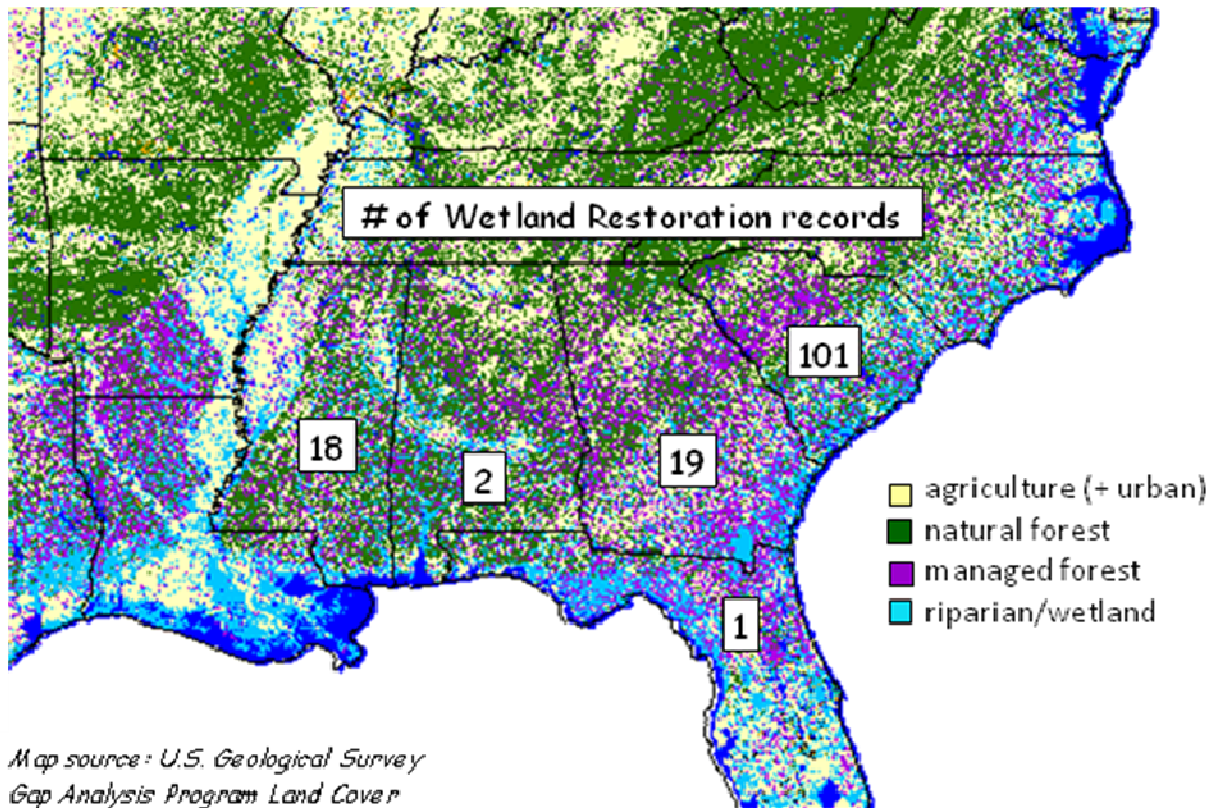 # of Wetland Restoration records
101
18
19
2
agriculture (+ urban)
natural forest
managed forest
riparian/wetland
1
Map source: U.S. Geological Survey
Gap Analysis Program Land Cover